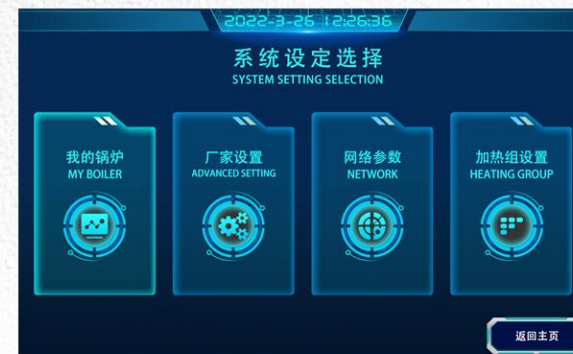 2022-3-26 12:26:36
系统设定选择
SYSTEM SETTING SELECTION
我的锅炉
MY BOILER
厂家设置
ADVANCED SETTING
网络参数
NETWORK
加热组设置
HEATING GROUP
返回主页